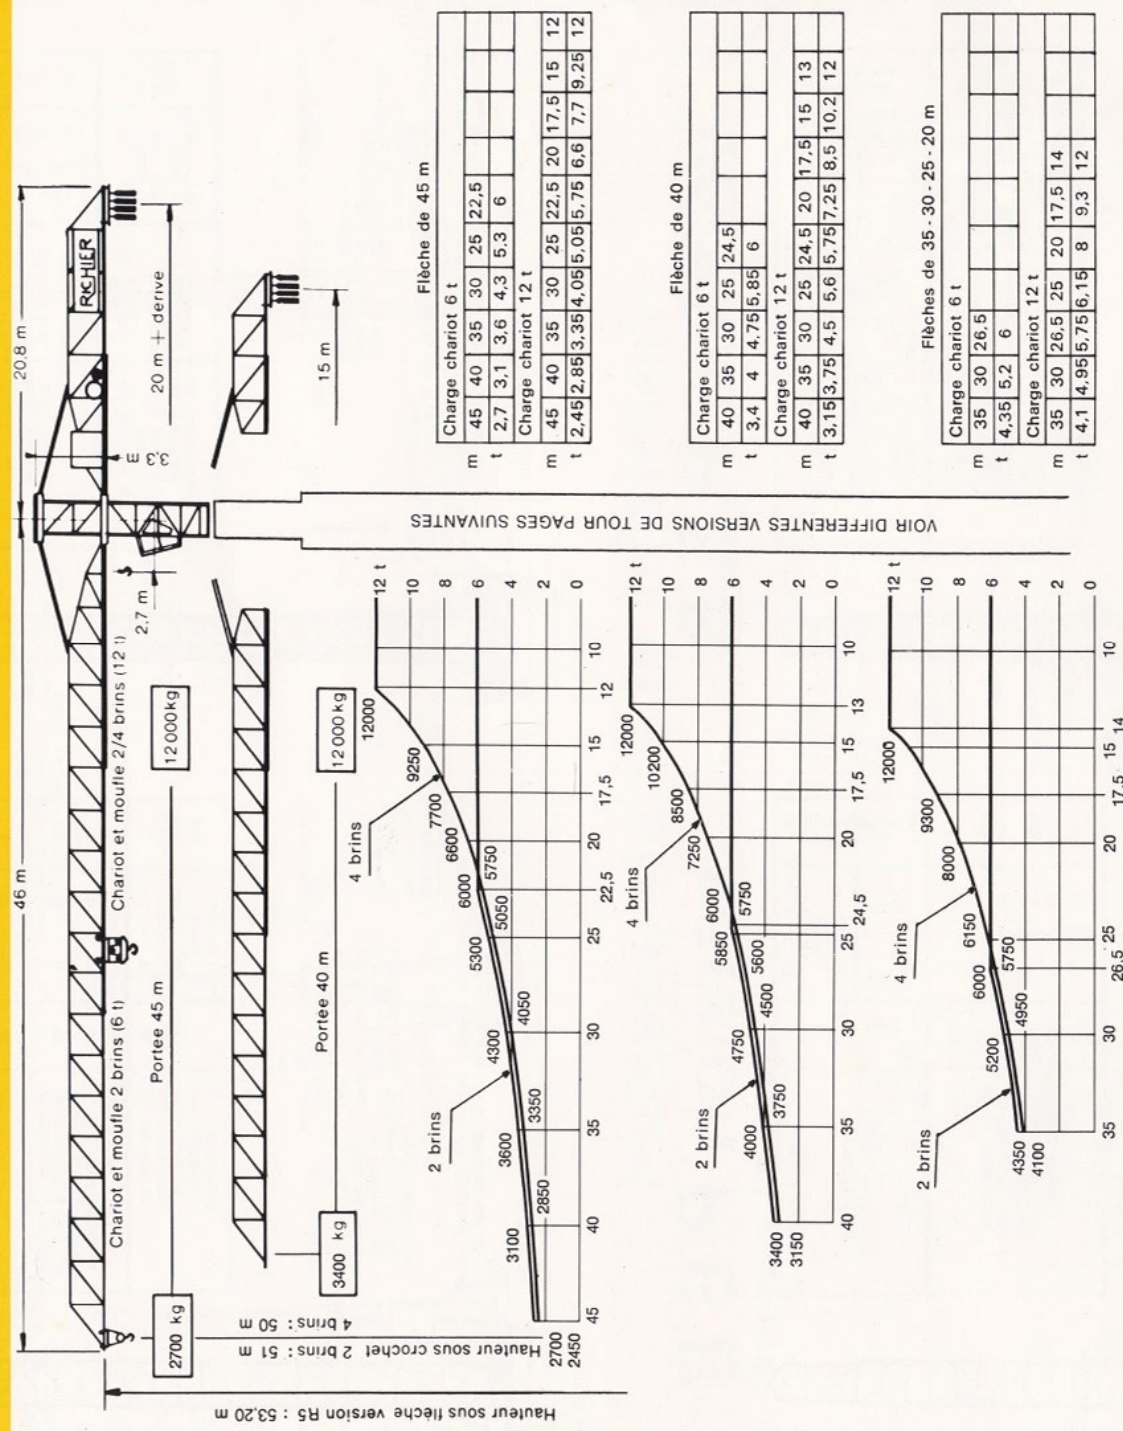 46 m
20,8 m
RICHIER
3,3 m
2,7 m
20 m + derive
15 m
Chariot et moufle 2 brins (6 t)
Chariot et moufle 2/4 brins (12 t)
Portee 45 m
2700 kg
12000 kg
Portee 40 m
3400 kg
12000 kg
Hauteur sous crochet 2 brins : 51 m
4 brins : 50 m
Hauteur sous flèche version R5 : 53,20 m
VOIR DIFFERENTES VERSIONS DE TOUR PAGES SUIVANTES
4 brins
2 brins
12000
9250
7700
6600
6000
5750
5300
5050
4300
4050
3600
3350
3100
2850
2700
2450
12 t
10
8
6
4
2
0
45 40 35 30 25 22,5 20 17,5 15 12 10
4 brins
2 brins
12000
10200
8500
7250
6000
5750
5850
5600
4750
4500
4000
3750
3400
3150
12 t
10
8
6
4
2
0
40 35 30 25 24,5 20 17,5 15 13 10
4 brins
2 brins
12000
9300
8000
6150
6000
5750
5200
4950
4350
4100
12 t
10
8
6
4
2
0
35 30 26,5 25 20 17,5 15 14 10
Flèche de 45 m
Charge chariot 6 t
m 45 40 35 30 25 22,5
t 2,7 3,1 3,6 4,3 5,3 6
Charge chariot 12 t
m 45 40 35 30 25 22,5 20 17,5 15 12
t 2,45 2,85 3,35 4,05 5,05 5,75 6,6 7,7 9,25 12
Flèche de 40 m
Charge chariot 6 t
m 40 35 30 25 24,5
t 3,4 4 4,75 5,85 6
Charge chariot 12 t
m 40 35 30 25 24,5 20 17,5 15 13
t 3,15 3,75 4,5 5,6 5,75 7,25 8,5 10,2 12
Flèches de 35 - 30 - 25 - 20 m
Charge chariot 6 t
m 35 30 26,5
t 4,35 5,2 6
Charge chariot 12 t
m 35 30 26,5 25 20 17,5 14
t 4,1 4,95 5,75 6,15 8 9,3 12